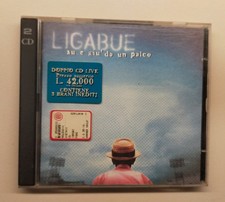 2 CD
LIGABUE
su e giù da un palco
DOPPIO CD LIVE
L. 42.000
CONTIENE
3 BRANI INEDITI